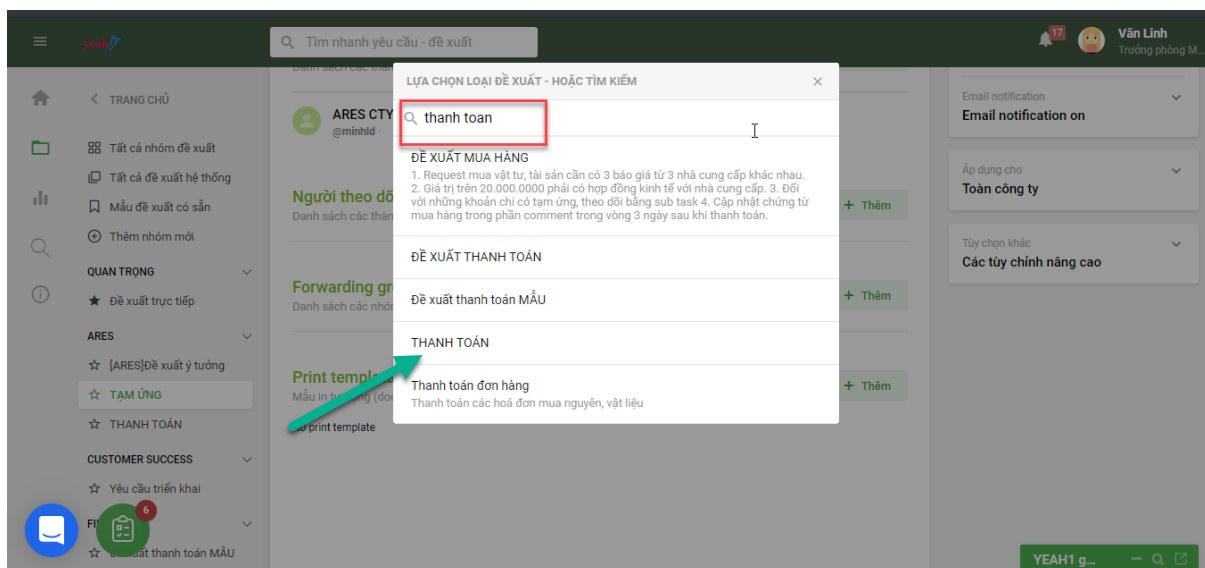 yeah1
Tìm nhanh yêu cầu - đề xuất
17
Văn Linh
Trưởng phòng M...
TRANG CHỦ
Tất cả nhóm đề xuất
Tất cả đề xuất hệ thống
Mẫu đề xuất có sẵn
Thêm nhóm mới
QUAN TRỌNG
Đề xuất trực tiếp
ARES
[ARES]Đề xuất ý tưởng
TẠM ỨNG
THANH TOÁN
CUSTOMER SUCCESS
Yêu cầu triển khai
6
FI
xuất thanh toán MẪU
Danh sách các thàn
ARES CTY
@minhld ·
Người theo dõ
Danh sách các thàn
+ Thêm
Forwarding gr
Danh sách các nhó
+ Thêm
Print template
Mẫu in
+ Thêm
No print template
LỰA CHỌN LOẠI ĐỀ XUẤT - HOẶC TÌM KIẾM
×
thanh toan
ĐỀ XUẤT MUA HÀNG
1. Request mua vật tư, tài sản cần có 3 báo giá từ 3 nhà cung cấp khác nhau.
2. Giá trị trên 20.000.0000 phải có hợp đồng kinh tế với nhà cung cấp. 3. Đối
với những khoản chi có tạm ứng, theo dõi bằng sub task 4. Cập nhật chứng từ
mua hàng trong phần comment trong vòng 3 ngày sau khi thanh toán.
ĐỀ XUẤT THANH TOÁN
Đề xuất thanh toán MẪU
THANH TOÁN
Thanh toán đơn hàng
Thanh toán các hoá đơn mua nguyên, vật liệu
Email notification
Email notification on
Áp dụng cho
Toàn công ty
Tùy chọn khác
Các tùy chỉnh nâng cao
YEAH1 g...